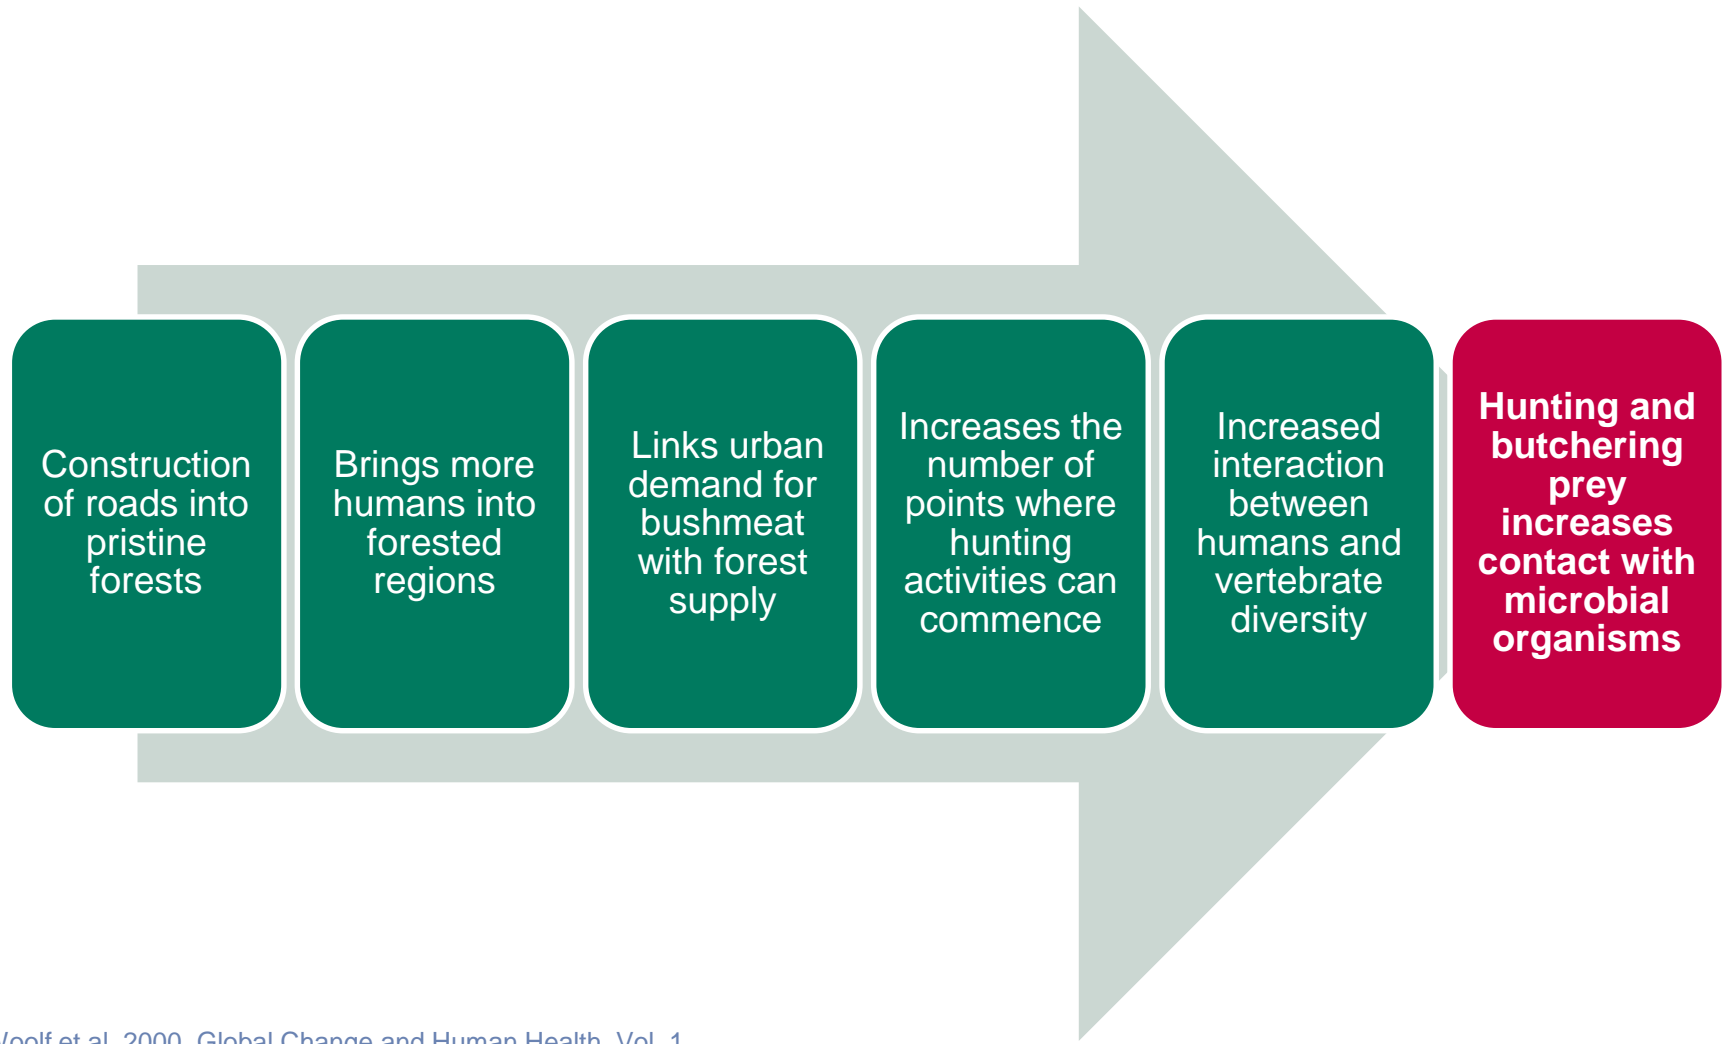 Construction
of roads into
pristine
forests
Brings more
humans into
forested
regions
Links urban
demand for
bushmeat
with forest
supply
Increases the
number of
points where
hunting
activities can
commence
Increased
interaction
between
humans and
vertebrate
diversity
Hunting and
butchering
prey
increases
contact with
microbial
organisms
et al. 2000. Global Change and Human Health, Vol. 1